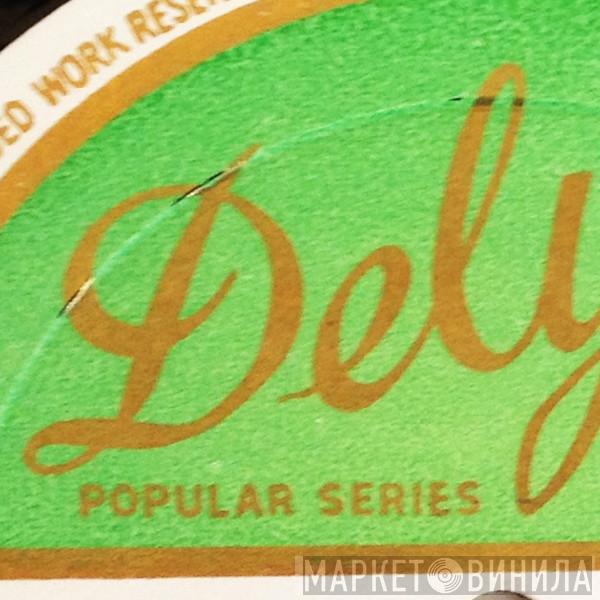 ED WORK RESER
Dely
POPULAR SERIES
МАРКЕТ ВИНИЛА